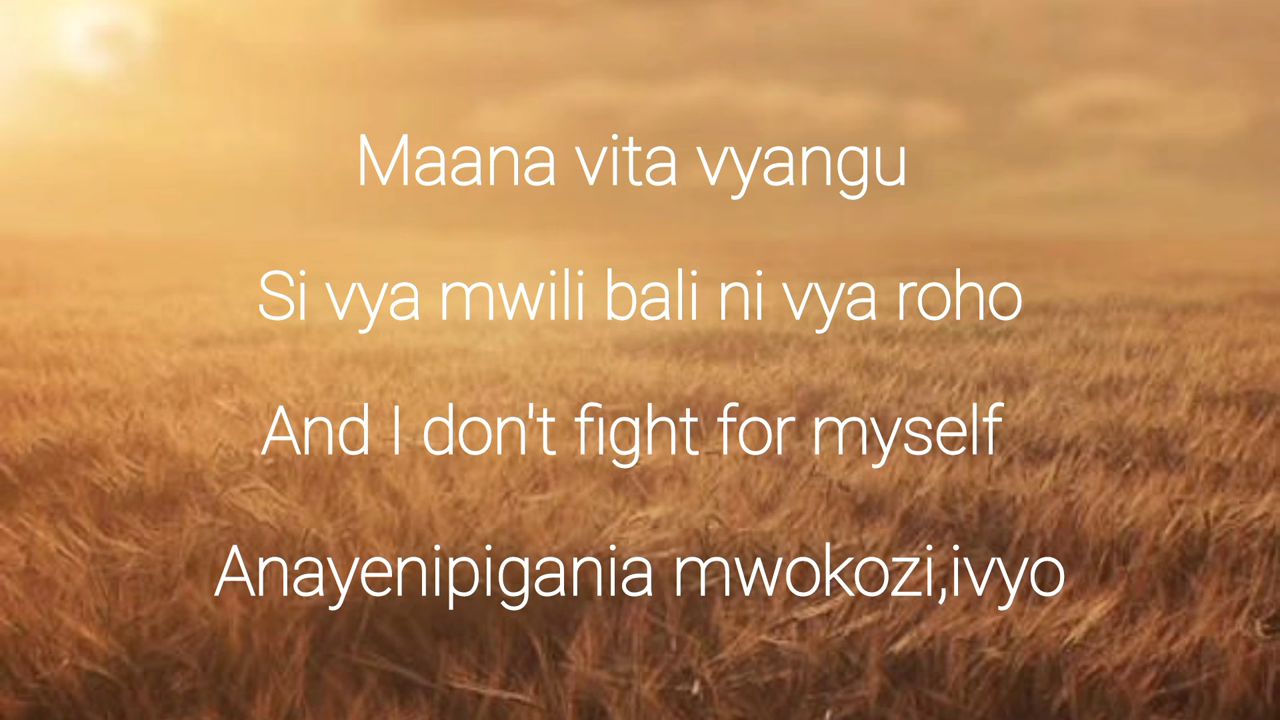 Maana vita vyangu
Si vya mwili bali ni vya roho
And I don't fight for myself
Anayenipigania mwokozi,ivyo